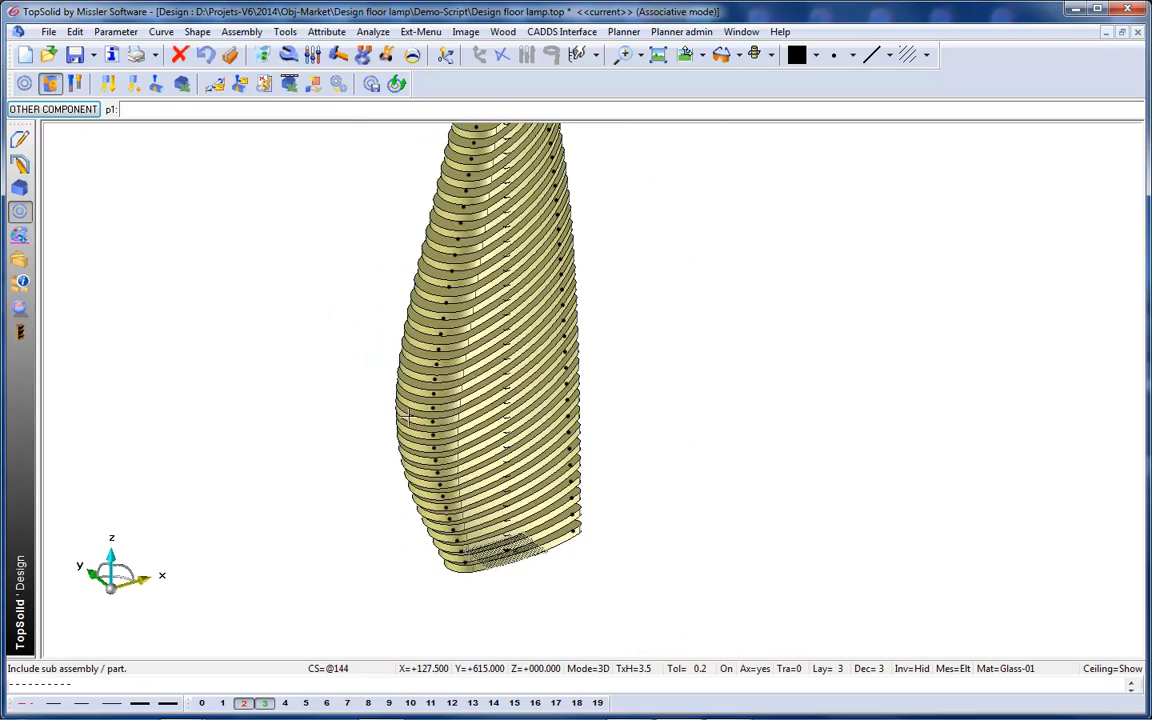 TopSolid by Missler Software - [Design : D:\Projets-V6\2014\Obj-Market\Design floor lamp\Demo-Script\Design floor lamp.top * <<current>> (Associative mode)]
File Edit Parameter Curve Shape Assembly Tools Attribute Analyze Ext-Menu Image Wood CADDS Interface Planner Planner admin Window Help
OTHER COMPONENT p1:
z
y
x
TopSolid'Design
Include sub assembly / part. CS=@144 X=+127.500 Y=+615.000 Z=+000.000 Mode=3D TxH=3.5 Tol= 0.2 On Ax=yes Tra=0 Lay= 3 Dec= 3 Inv=Hid Mes=Elt Mat=Glass-01 Ceiling=Show
----------
0 1 2 3 4 5 6 7 8 9 10 11 12 13 14 15 16 17 18 19